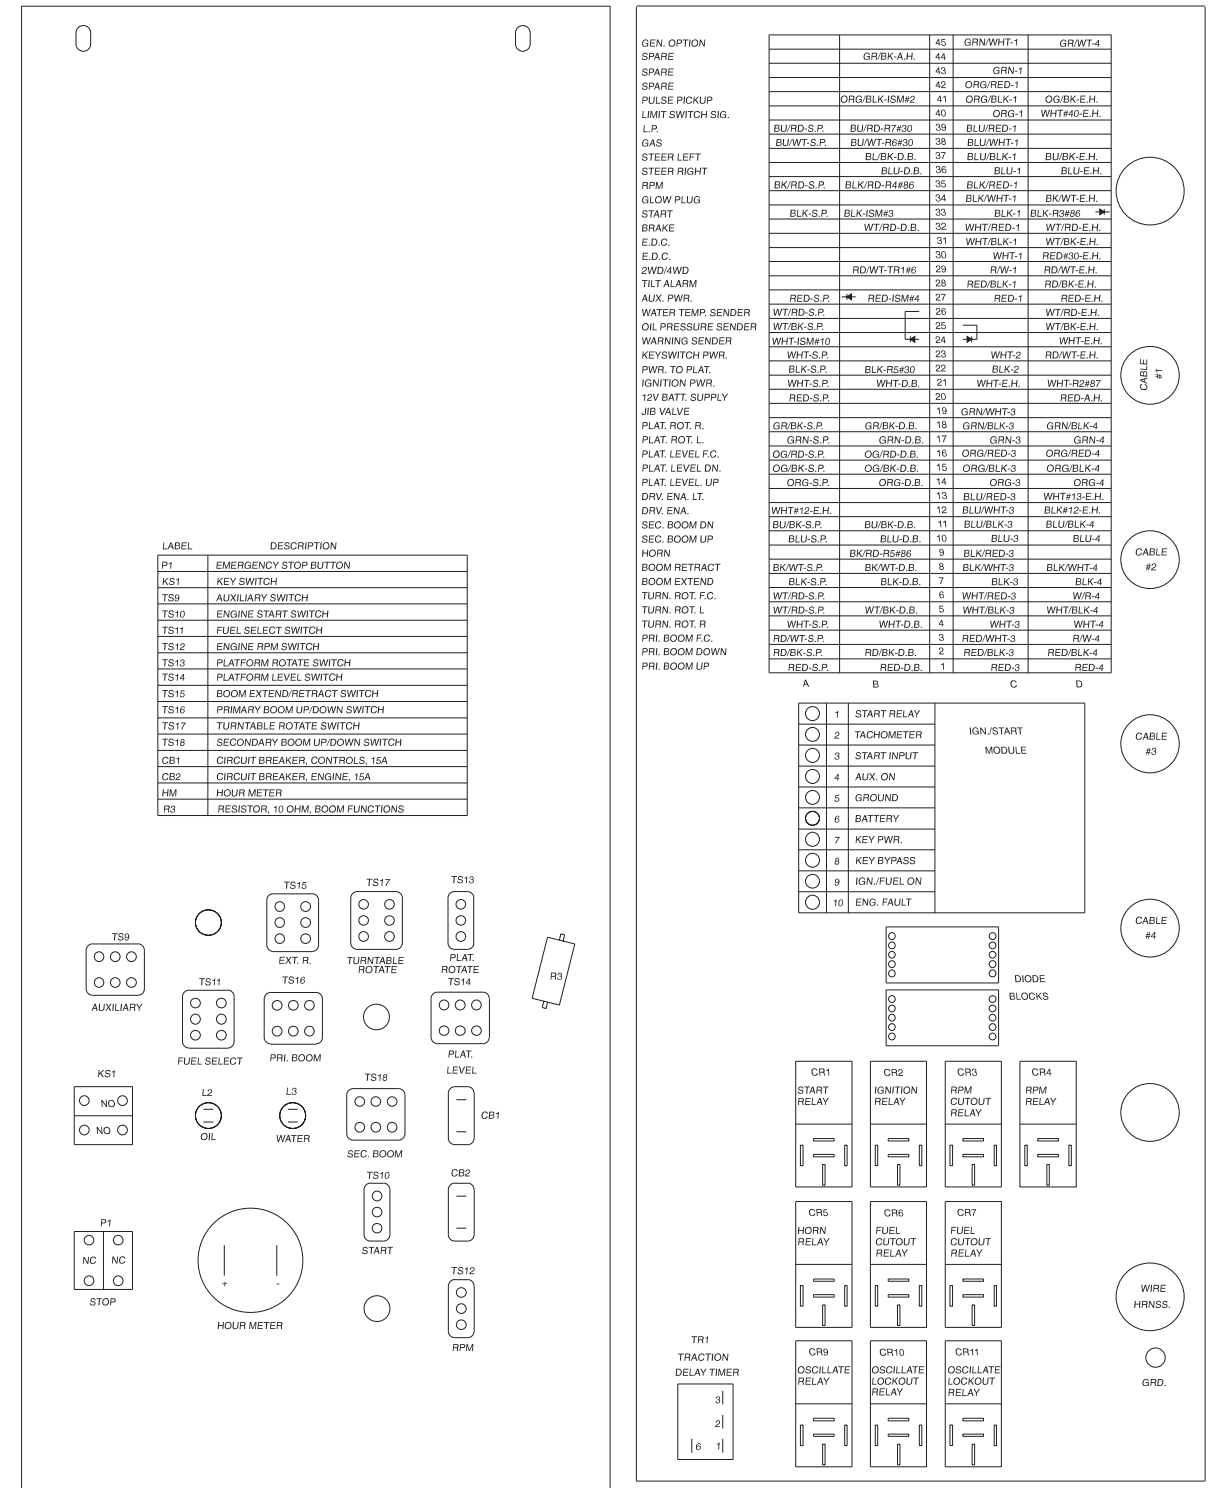 LABEL DESCRIPTION
P1 EMERGENCY STOP BUTTON
KS1 KEY SWITCH
TS9 AUXILIARY SWITCH
TS10 ENGINE START SWITCH
TS11 FUEL SELECT SWITCH
TS12 ENGINE RPM SWITCH
TS13 PLATFORM ROTATE SWITCH
TS14 PLATFORM LEVEL SWITCH
TS15 BOOM EXTEND/RETRACT SWITCH
TS16 PRIMARY BOOM UP/DOWN SWITCH
TS17 TURNTABLE ROTATE SWITCH
TS18 SECONDARY BOOM UP/DOWN SWITCH
CB1 CIRCUIT BREAKER, CONTROLS, 15A
CB2 CIRCUIT BREAKER, ENGINE, 15A
HM HOUR METER
R3 RESISTOR, 10 OHM, BOOM FUNCTIONS
TS15
EXT. R.
TS17
TURNTABLE
ROTATE
TS13
PLAT.
ROTATE
TS9
AUXILIARY
TS11
FUEL SELECT
TS16
PRI. BOOM
TS14
PLAT.
LEVEL
R3
KS1
NO
NO
L2
OIL
L3
WATER
TS18
SEC. BOOM
CB1
TS10
START
CB2
P1
NC NC
STOP
+ -
HOUR METER
TS12
RPM
GEN. OPTION 45 GRN/WHT-1 GR/WT-4
SPARE GR/BK-A.H. 44
SPARE 43 GRN-1
SPARE 42 ORG/RED-1
PULSE PICKUP ORG/BLK-ISM#2 41 ORG/BLK-1 OG/BK-E.H.
LIMIT SWITCH SIG. 40 ORG-1 WHT#40-E.H.
L.P. BU/RD-S.P. BU/RD-R7#30 39 BLU/RED-1
GAS BU/WT-S.P. BU/WT-R6#30 38 BLU/WHT-1
STEER LEFT BL/BK-D.B. 37 BLU/BLK-1 BU/BK-E.H.
STEER RIGHT BLU-D.B. 36 BLU-1 BLU-E.H.
RPM BK/RD-S.P. BLK/RD-R4#86 35 BLK/RED-1
GLOW PLUG 34 BLK/WHT-1 BK/WT-E.H.
START BLK-S.P. BLK-ISM#3 33 BLK-1 BLK-R3#86
BRAKE WT/RD-D.B. 32 WHT/RED-1 WT/RD-E.H.
E.D.C. 31 WHT/BLK-1 WT/BK-E.H.
E.D.C. 30 WHT-1 RED#30-E.H.
2WD/4WD RD/WT-TR1#6 29 R/W-1 RD/WT-E.H.
TILT ALARM 28 RED/BLK-1 RD/BK-E.H.
AUX. PWR. RED-S.P. RED-ISM#4 27 RED-1 RED-E.H.
WATER TEMP. SENDER WT/RD-S.P. 26 WT/RD-E.H.
OIL PRESSURE SENDER WT/BK-S.P. 25 WT/BK-E.H.
WARNING SENDER WHT-ISM#10 24 WHT-E.H.
KEYSWITCH PWR. WHT-S.P. 23 WHT-2 RD/WT-E.H.
PWR. TO PLAT. BLK-S.P. BLK-R5#30 22 BLK-2
IGNITION PWR. WHT-S.P. WHT-D.B. 21 WHT-E.H. WHT-R2#87
12V BATT. SUPPLY RED-S.P. 20 RED-A.H.
JIB VALVE 19 GRN/WHT-3
PLAT. ROT. R. GR/BK-S.P. GR/BK-D.B. 18 GRN/BLK-3 GRN/BLK-4
PLAT. ROT. L. GRN-S.P. GRN-D.B. 17 GRN-3 GRN-4
PLAT. LEVEL F.C. OG/RD-S.P. OG/RD-D.B. 16 ORG/RED-3 ORG/RED-4
PLAT. LEVEL DN. OG/BK-S.P. OG/BK-D.B. 15 ORG/BLK-3 ORG/BLK-4
PLAT. LEVEL. UP ORG-S.P. ORG-D.B. 14 ORG-3 ORG-4
DRV. ENA. LT. 13 BLU/RED-3 WHT#13-E.H.
DRV. ENA. WHT#12-E.H. 12 BLU/WHT-3 BLK#12-E.H.
SEC. BOOM DN BU/BK-S.P. BU/BK-D.B. 11 BLU/BLK-3 BLU/BLK-4
SEC. BOOM UP BLU-S.P. BLU-D.B. 10 BLU-3 BLU-4
HORN BK/RD-R5#86 9 BLK/RED-3
BOOM RETRACT BK/WT-S.P. BK/WT-D.B. 8 BLK/WHT-3 BLK/WHT-4
BOOM EXTEND BLK-S.P. BLK-D.B. 7 BLK-3 BLK-4
TURN. ROT. F.C. WT/RD-S.P. 6 WHT/RED-3 W/R-4
TURN. ROT. L WT/RD-S.P. WT/BK-D.B. 5 WHT/BLK-3 WHT/BLK-4
TURN. ROT. R WHT-S.P. WHT-D.B. 4 WHT-3 WHT-4
PRI. BOOM F.C. RD/WT-S.P. 3 RED/WHT-3 R/W-4
PRI. BOOM DOWN RD/BK-S.P. RD/BK-D.B. 2 RED/BLK-3 RED/BLK-4
PRI. BOOM UP RED-S.P. RED-D.B. 1 RED-3 RED-4
A B C D
1 START RELAY
2 TACHOMETER
3 START INPUT
4 AUX. ON
5 GROUND
6 BATTERY
7 KEY PWR.
8 KEY BYPASS
9 IGN./FUEL ON
10 ENG. FAULT
IGN./START
MODULE
DIODE
BLOCKS
CR1
START
RELAY
CR2
IGNITION
RELAY
CR3
RPM
CUTOUT
RELAY
CR4
RPM
RELAY
CR5
HORN
RELAY
CR6
FUEL
CUTOUT
RELAY
CR7
FUEL
CUTOUT
RELAY
CR9
OSCILLATE
RELAY
CR10
OSCILLATE
LOCKOUT
RELAY
CR11
OSCILLATE
LOCKOUT
RELAY
TR1
TRACTION
DELAY TIMER
3
2
6 1
CABLE
#1
CABLE
#2
CABLE
#3
CABLE
#4
WIRE
HRNSS.
GRD.